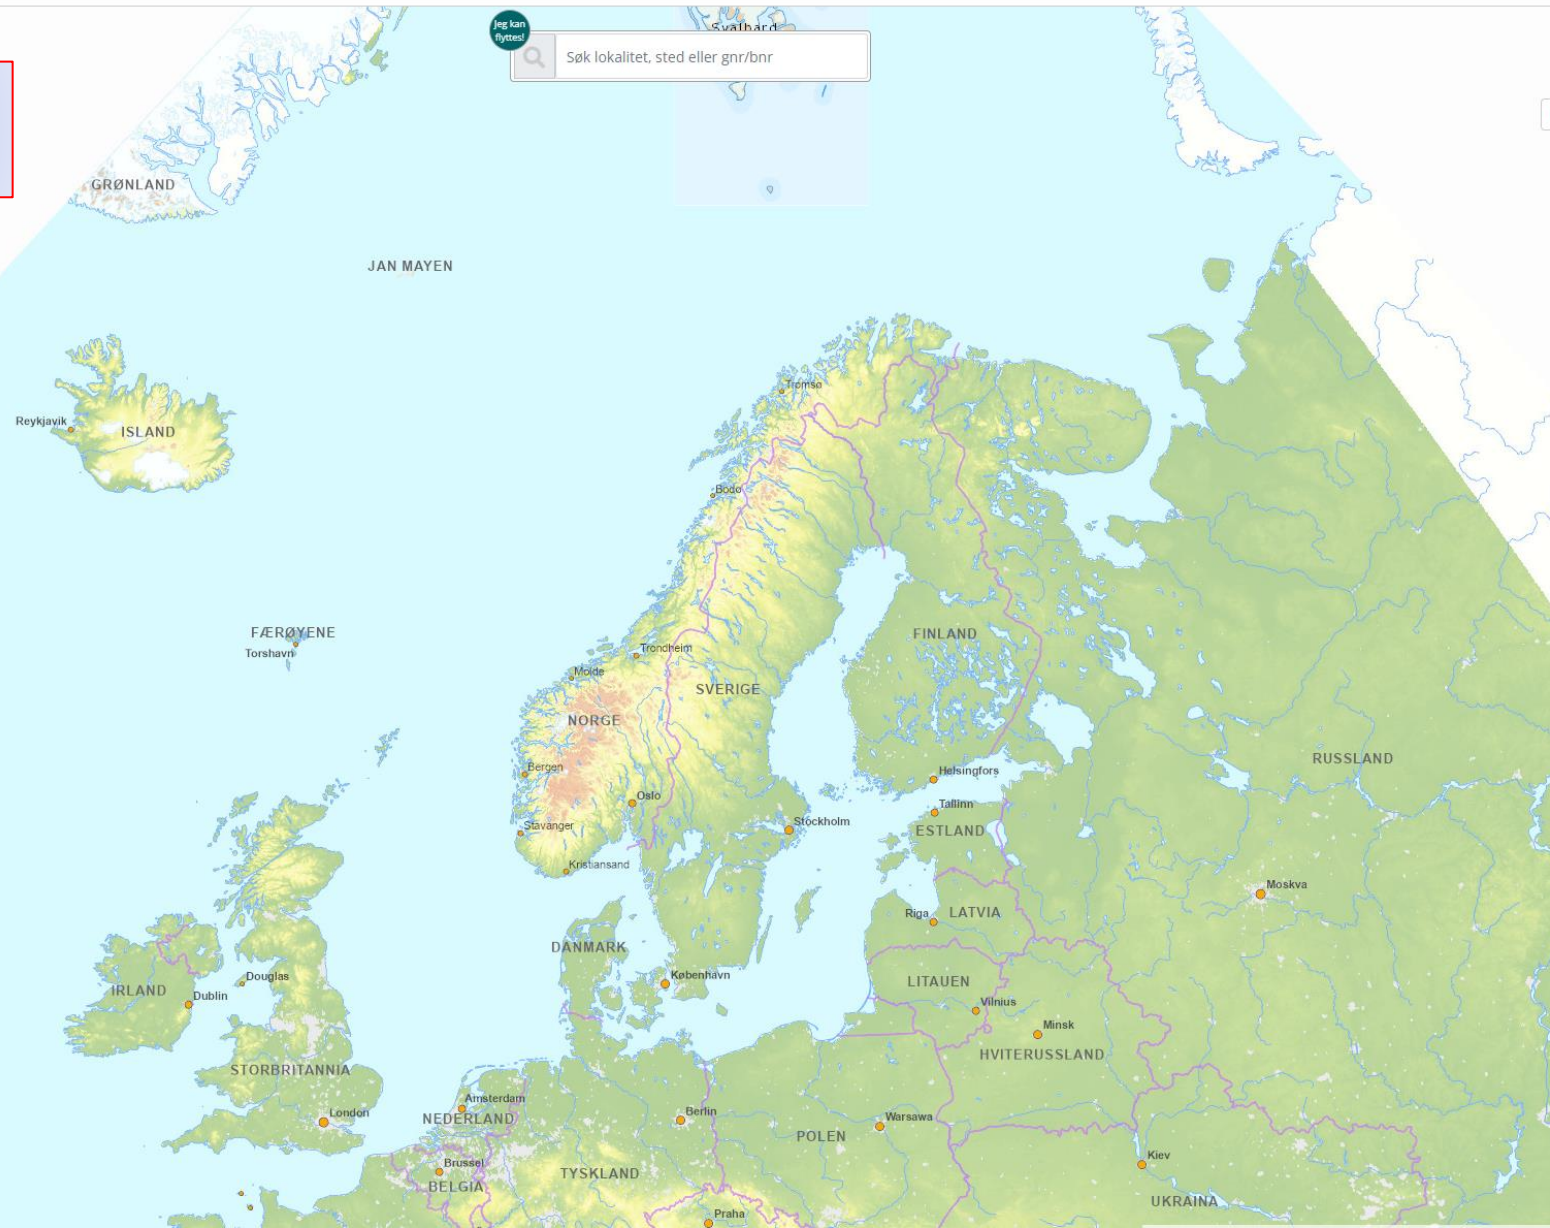 Jeg kan
flyttes!
Svalbard
Søk lokalitet, sted eller gnr/bnr
GRØNLAND
JAN MAYEN
Tromsø
Reykjavik
ISLAND
Bodø
FÆRØYENE
Torshavn
FINLAND
Trondheim
Molde
SVERIGE
NORGE
RUSSLAND
Bergen
Helsingfors
Oslo
Tallinn
Stavanger
Stockholm
ESTLAND
Kristiansand
Moskva
Riga
LATVIA
DANMARK
København
Douglas
IRLAND
Dublin
LITAUEN
Vilnius
Minsk
HVITERUSSLAND
STORBRITANNIA
Amsterdam
London
NEDERLAND
Berlin
Warsawa
POLEN
Brussel
BELGIA
TYSKLAND
Kiev
UKRAINA
Praha